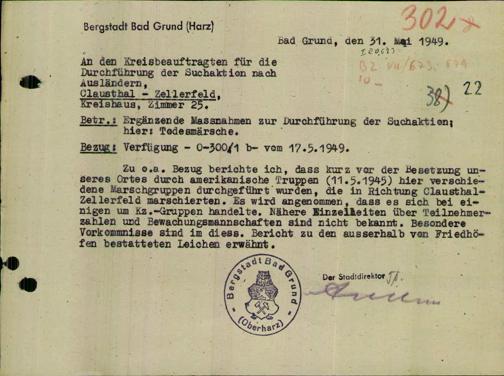 Bergstadt Bad Grund (Harz)
302
Bad Grund, den 31. Mai 1949.
An den Kreisbeauftragten für die
Durchführung der Suchaktion nach
Ausländern,
Clausthal - Zellerfeld,
Kreishaus, Zimmer 25.
38)
22
Betr.: Ergänzende Massnahmen zur Durchführung der Suchaktion;
hier: Todesmärsche.
Bezug: Verfügung - O-300/1 b- vom 17.5.1949.
Zu o.a. Bezug berichte ich, dass kurz vor der Besetzung un-
seres Ortes durch amerikanische Truppen (11.5.1945) hier verschie-
dene Marschgruppen durchgeführt wurden, die in Richtung Clausthal-
Zellerfeld marschierten. Es wird angenommen, dass es sich bei ei-
nigen um Kz.-Gruppen handelte. Nähere Einzelheiten über Teilnehmer-
zahlen und Bewachungsmannschaften sind nicht bekannt. Besondere
Vorkommnisse sind im diess. Bericht zu den ausserhalb von Friedhö-
fen bestatteten Leichen erwähnt.
Der Stadtdirektor
Bergstadt Bad Grund
(Oberharz)